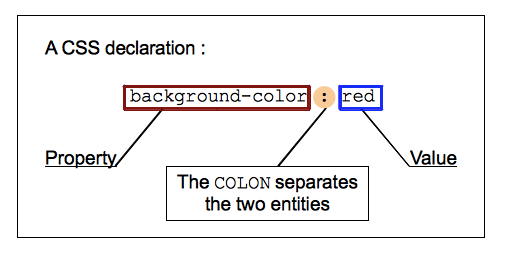 A CSS declaration :
background-color : red
Property
Value
The COLON separates
the two entities